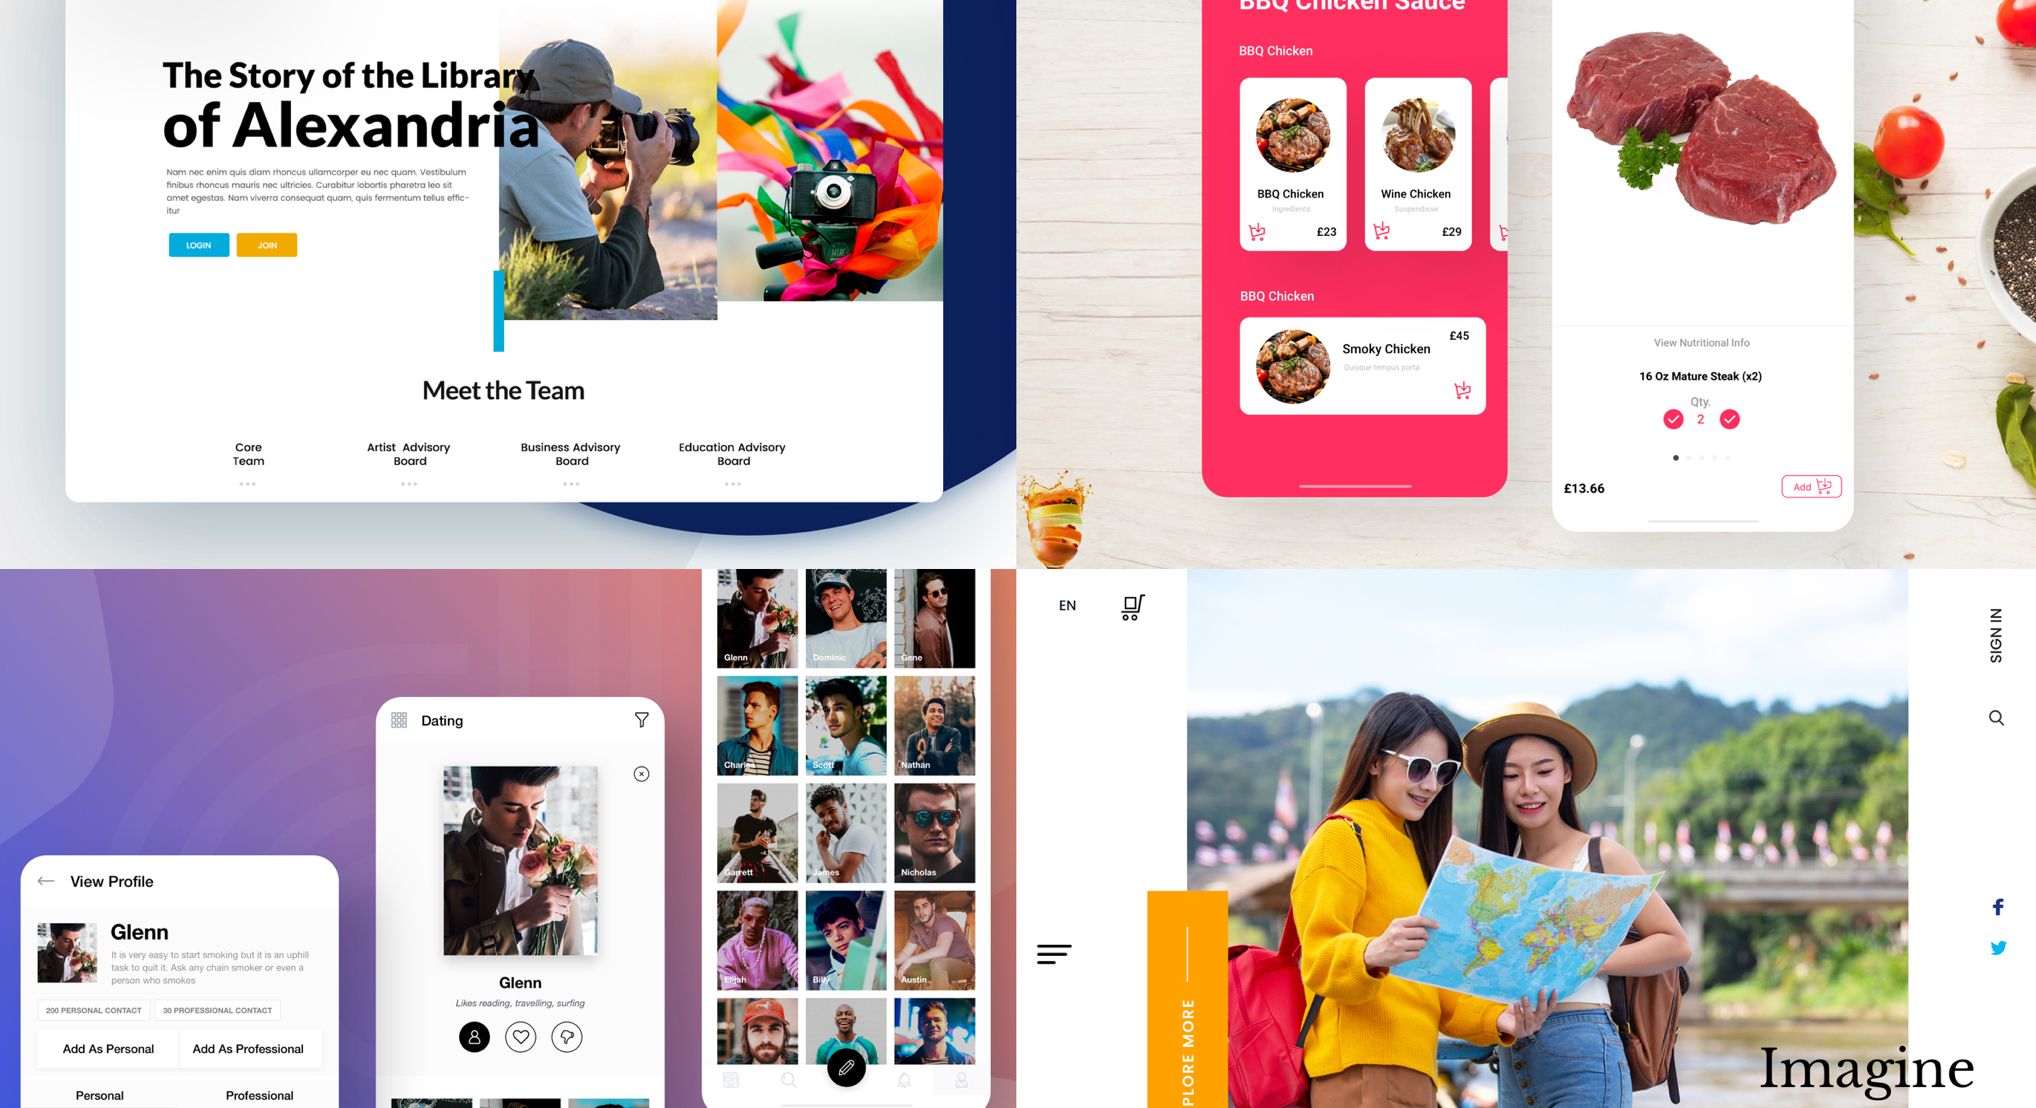 The Story of the Library
of Alexandria
Nam nec enim quis diam rhoncus ullamcorper eu nec quam. Vestibulum
finibus rhoncus mauris nec ultricies. Curabitur lobortis pharetra leo sit
amet egestas. Nam viverra consequat quam, quis fermentum tellus effic-
itur
LOGIN JOIN
Meet the Team
Core
Team
Artist Advisory
Board
Business Advisory
Board
Education Advisory
Board
BBQ Chicken Sauce
BBQ Chicken
BBQ Chicken
Ingredients
£23
Wine Chicken
Suspendisse
£29
BBQ Chicken
£45
Smoky Chicken
Quisque tempus porta
View Nutritional Info
16 Oz Mature Steak (x2)
Qty.
2
£13.66
Add
View Profile
Glenn
It is very easy to start smoking but it is an uphill
task to quit it. Ask any chain smoker or even a
person who smokes
200 PERSONAL CONTACT 30 PROFESSIONAL CONTACT
Add As Personal Add As Professional
Personal Professional
Dating
Glenn
Likes reading, travelling, surfing
Glenn Dominic Gene
Charles Scott Nathan
Garrett James Nicholas
Elijah Billy Austin
EN
SIGN IN
PLORE MORE
Imagine